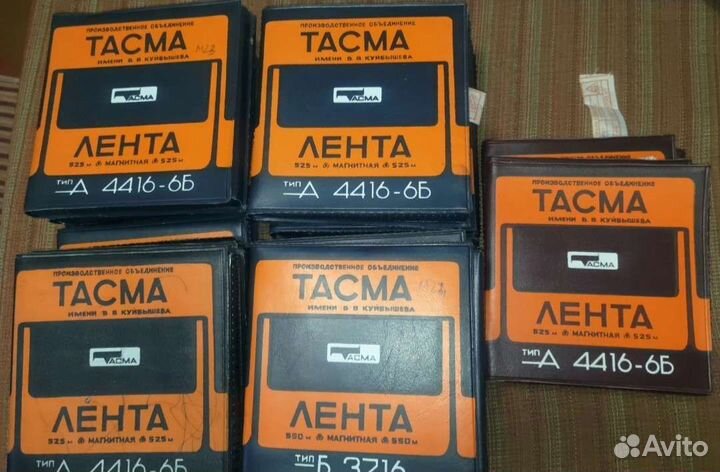 ПРОИЗВОДСТВЕННОЕ ОБЪЕДИНЕНИЕ
ТАСМА
ИМЕНИ В В КУЙБЫШЕВА
ТАСМА
ЛЕНТА
525 м МАГНИТНАЯ 525 м
ТИП А 4416-6Б
ПРОИЗВОДСТВЕННОЕ ОБЪЕДИНЕНИЕ
ТАСМА
ИМЕНИ В В КУЙБЫШЕВА
ТАСМА
ЛЕНТА
525 м МАГНИТНАЯ 525 м
ТИП А 4416-6Б
ПРОИЗВОДСТВЕННОЕ ОБЪЕДИНЕНИЕ
ТАСМА
ИМЕНИ В В КУЙБЫШЕВА
ТАСМА
ЛЕНТА
525 м МАГНИТНАЯ 525 м
ТИП А 4416-6Б
ПРОИЗВОДСТВЕННОЕ ОБЪЕДИНЕНИЕ
ТАСМА
ИМЕНИ В В КУЙБЫШЕВА
ТАСМА
ЛЕНТА
525 м МАГНИТНАЯ 525 м
ТИП А 4416-6Б
ПРОИЗВОДСТВЕННОЕ ОБЪЕДИНЕНИЕ
ТАСМА
ИМЕНИ В В КУЙБЫШЕВА
ТАСМА
ЛЕНТА
550 м МАГНИТНАЯ 550 м
ТИП Б 3716
Avito